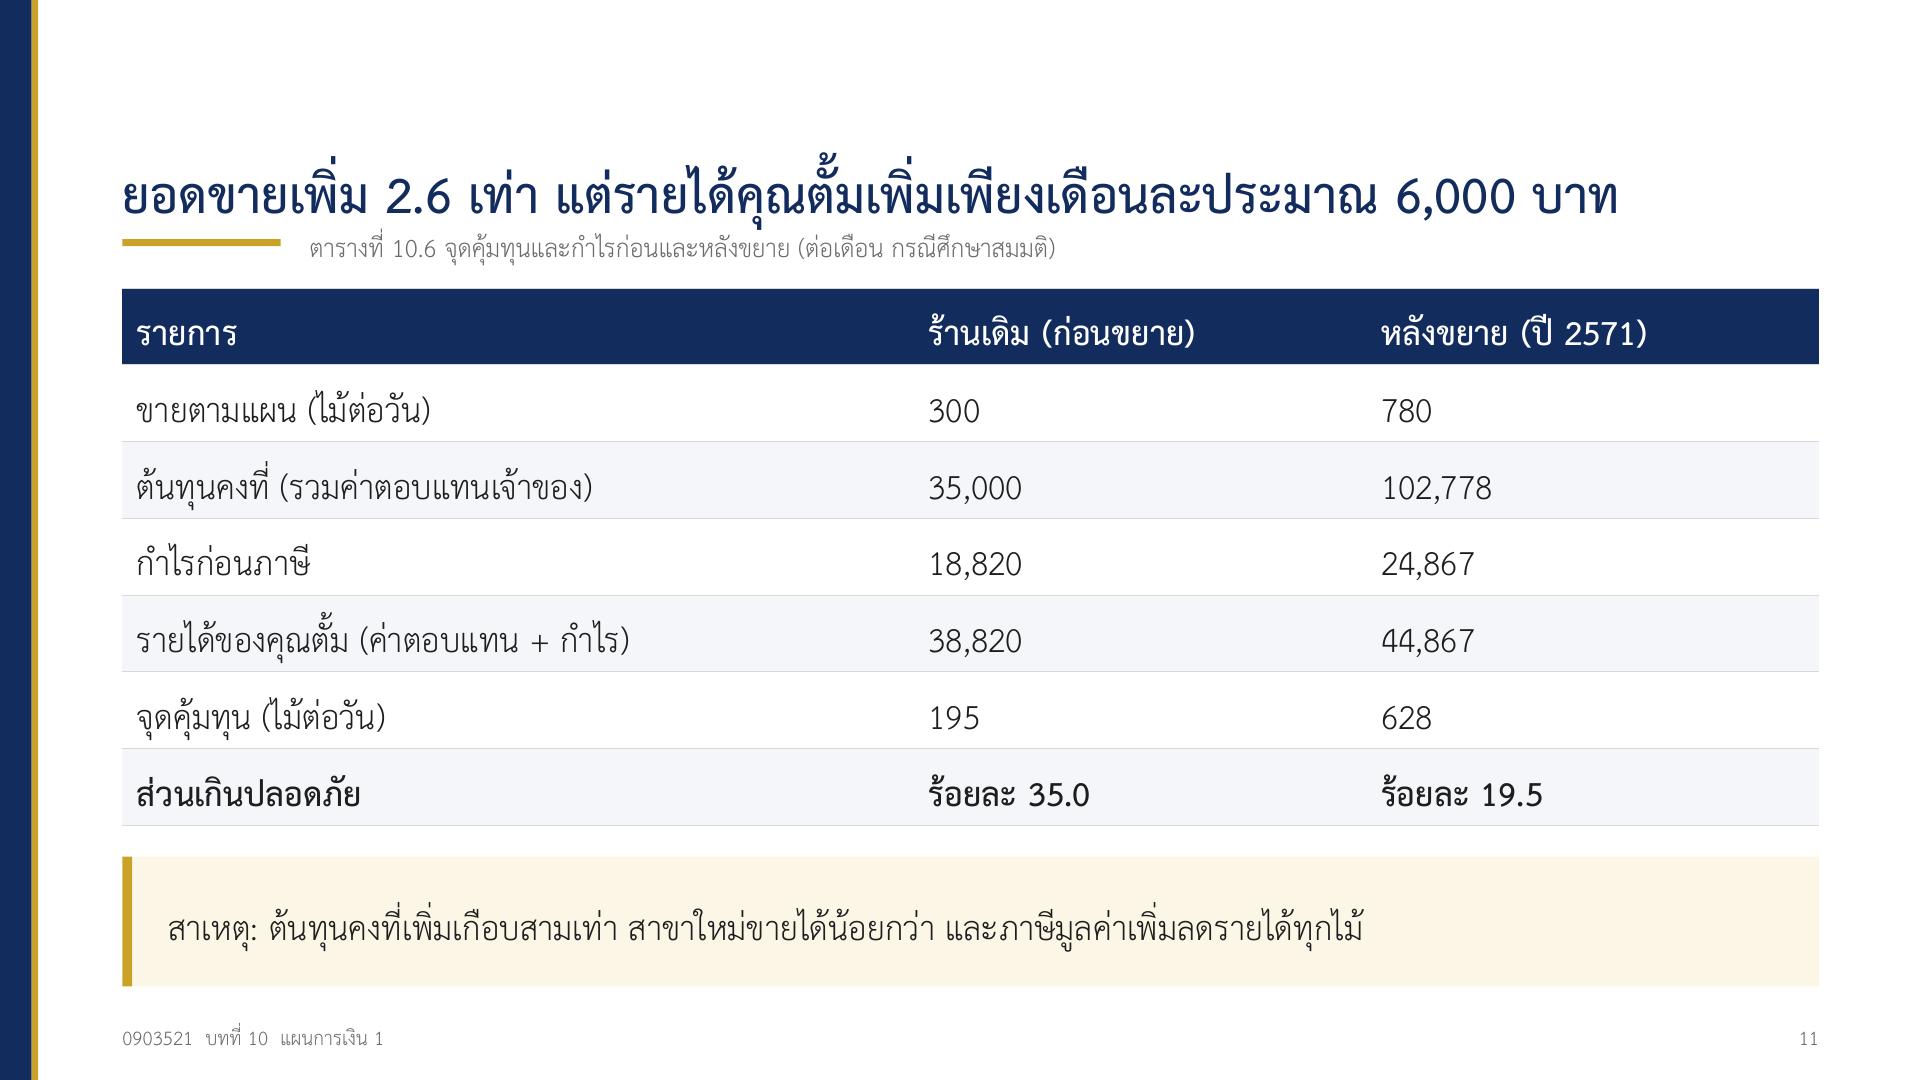 ยอดขายเพิ่ม 2.6 เท่า แต่รายได้คุณตั้มเพิ่มเพียงเดือนละประมาณ 6,000 บาท
ตารางที่ 10.6 จุดคุ้มทุนและกำไรก่อนและหลังขยาย (ต่อเดือน กรณีศึกษาสมมติ)
รายการ ร้านเดิม (ก่อนขยาย) หลังขยาย (ปี 2571)
ขายตามแผน (ไม้ต่อวัน) 300 780
ต้นทุนคงที่ (รวมค่าตอบแทนเจ้าของ) 35,000 102,778
กำไรก่อนภาษี 18,820 24,867
รายได้ของคุณตั้ม (ค่าตอบแทน + กำไร) 38,820 44,867
จุดคุ้มทุน (ไม้ต่อวัน) 195 628
ส่วนเกินปลอดภัย ร้อยละ 35.0 ร้อยละ 19.5
สาเหตุ: ต้นทุนคงที่เพิ่มเกือบสามเท่า สาขาใหม่ขายได้น้อยกว่า และภาษีมูลค่าเพิ่มลดรายได้ทุกไม้
0903521 บทที่ 10 แผนการเงิน 1 11